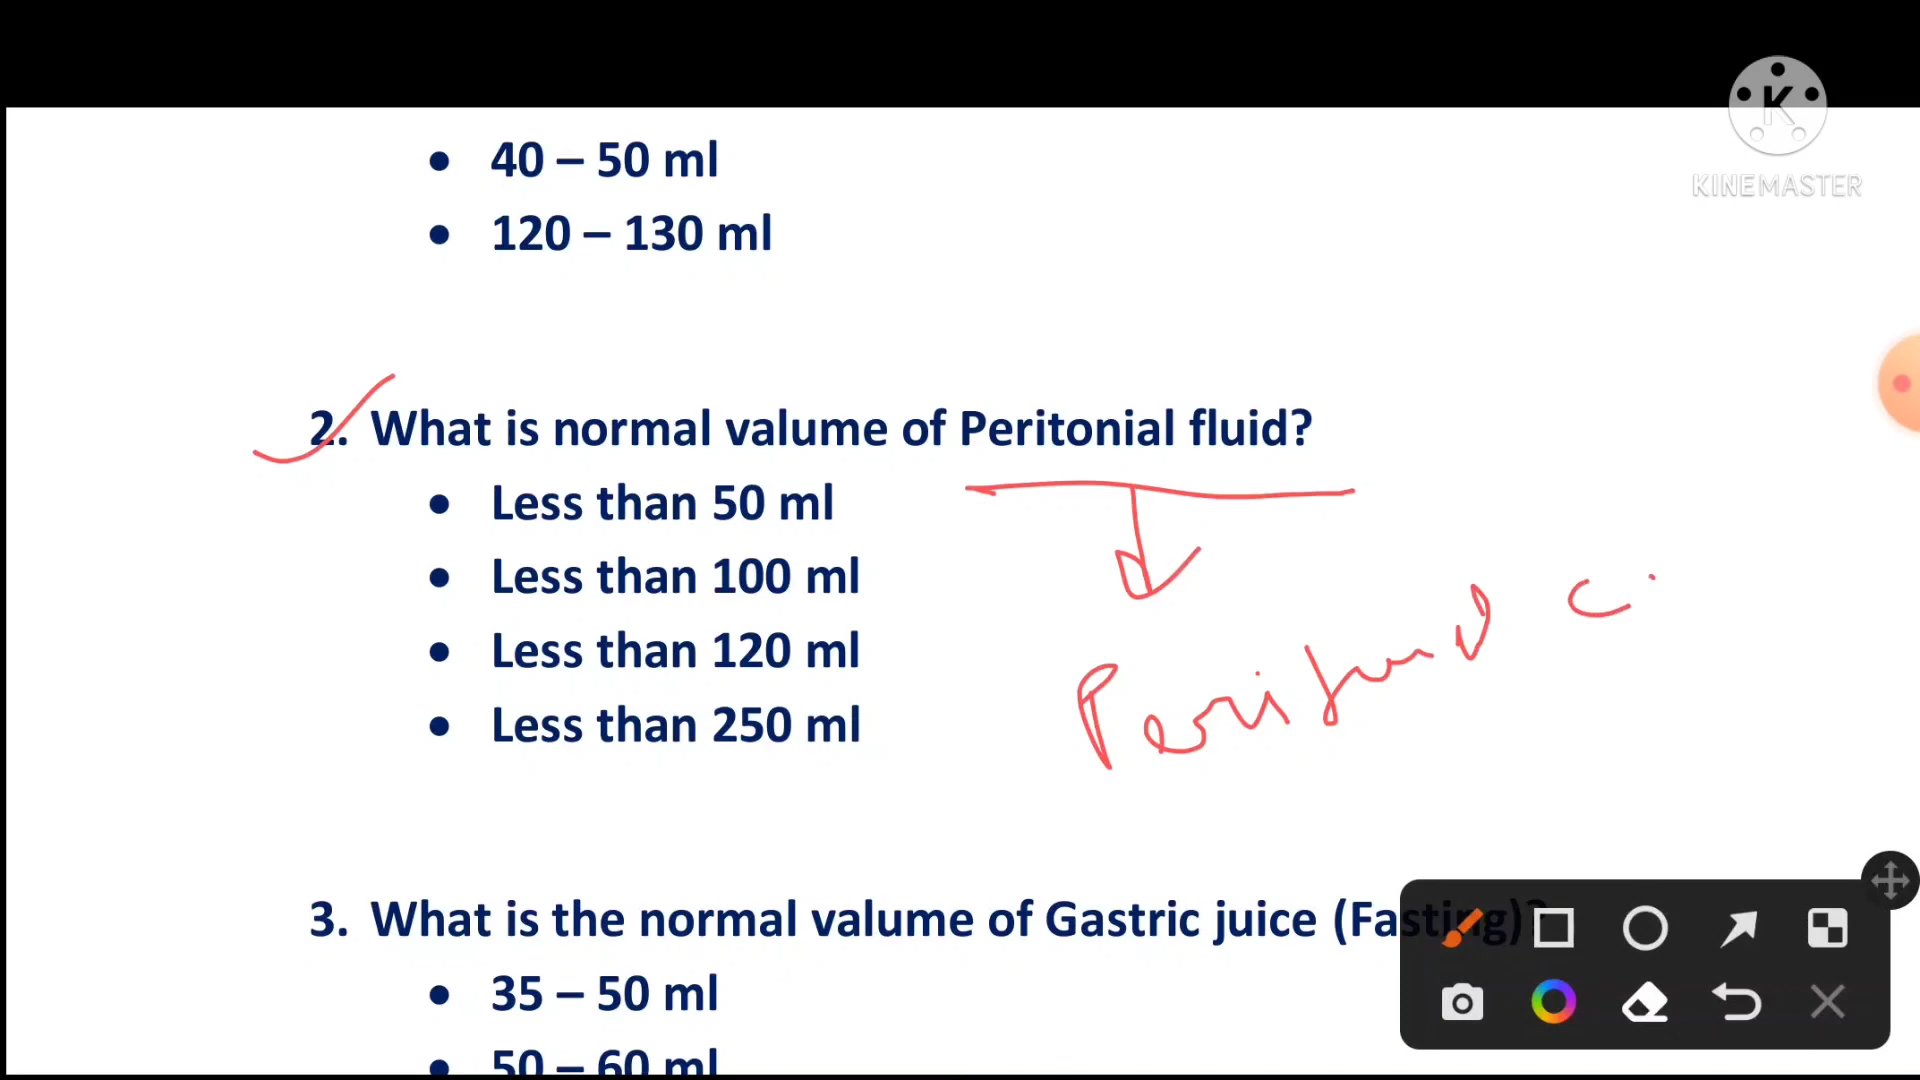 KINEMASTER
• 40 – 50 ml
• 120 – 130 ml
2. What is normal valume of Peritonial fluid?
• Less than 50 ml
• Less than 100 ml
• Less than 120 ml
• Less than 250 ml
3. What is the normal valume of Gastric juice (Fasting)?
• 35 – 50 ml
• 50 – 60 ml